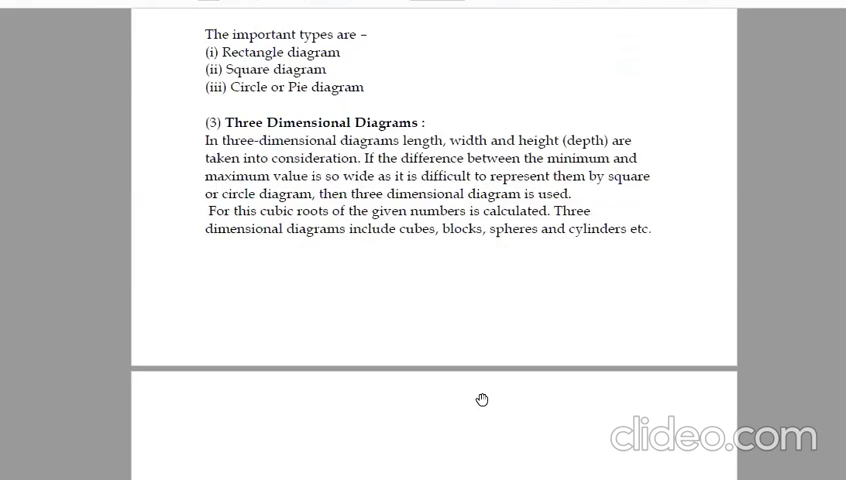 The important types are –
(i) Rectangle diagram
(ii) Square diagram
(iii) Circle or Pie diagram
(3) Three Dimensional Diagrams :
In three-dimensional diagrams length, width and height (depth) are
taken into consideration. If the difference between the minimum and
maximum value is so wide as it is difficult to represent them by square
or circle diagram, then three dimensional diagram is used.
For this cubic roots of the given numbers is calculated. Three
dimensional diagrams include cubes, blocks, spheres and cylinders etc.
clideo.com